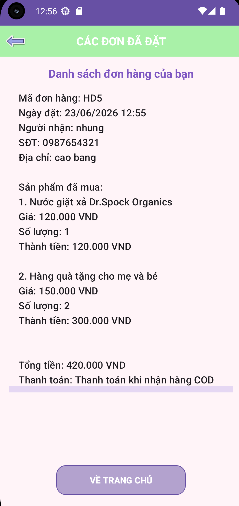 12:56
CÁC ĐƠN ĐÃ ĐẶT
Danh sách đơn hàng của bạn
Mã đơn hàng: HD5
Ngày đặt: 23/06/2026 12:55
Người nhận: nhung
SĐT: 0987654321
Địa chỉ: cao bang
Sản phẩm đã mua:
1. Nước giặt xả Dr.Spock Organics
Giá: 120.000 VND
Số lượng: 1
Thành tiền: 120.000 VND
2. Hàng quà tặng cho mẹ và bé
Giá: 150.000 VND
Số lượng: 2
Thành tiền: 300.000 VND
Tổng tiền: 420.000 VND
Thanh toán: Thanh toán khi nhận hàng COD
VỀ TRANG CHỦ